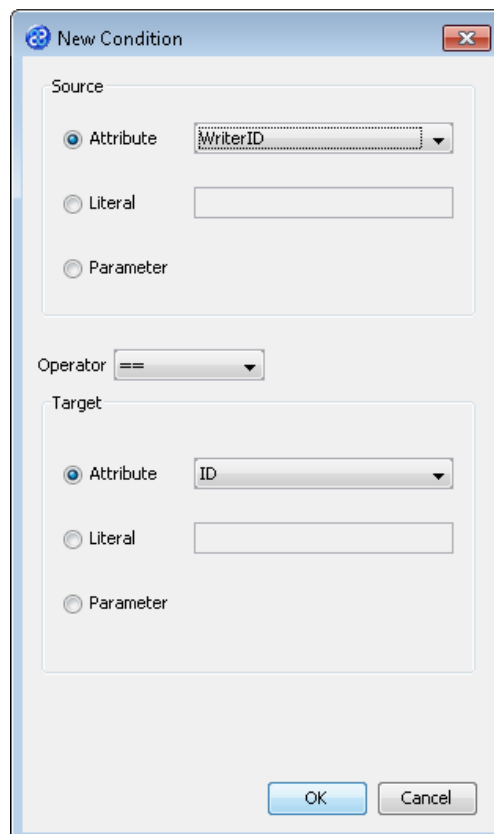 New Condition
Source
Attribute WriterID
Literal
Parameter
Operator ==
Target
Attribute ID
Literal
Parameter
OK Cancel